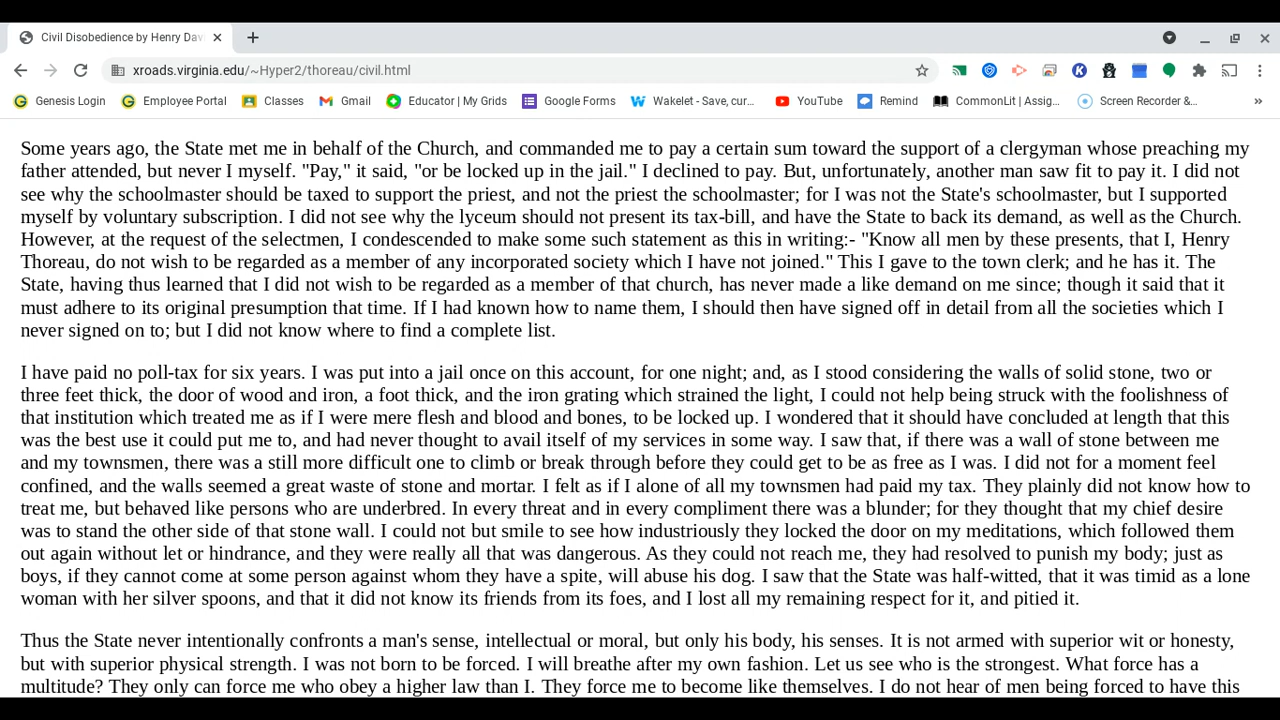 Civil Disobedience by Henry Dav
xroads.virginia.edu/~Hyper2/thoreau/civil.html
Genesis Login Employee Portal Classes Gmail Educator | My Grids Google Forms Wakelet - Save, cur... YouTube Remind CommonLit | Assig... Screen Recorder &... »
Some years ago, the State met me in behalf of the Church, and commanded me to pay a certain sum toward the support of a clergyman whose preaching my
father attended, but never I myself. "Pay," it said, "or be locked up in the jail." I declined to pay. But, unfortunately, another man saw fit to pay it. I did not
see why the schoolmaster should be taxed to support the priest, and not the priest the schoolmaster; for I was not the State's schoolmaster, but I supported
myself by voluntary subscription. I did not see why the lyceum should not present its tax-bill, and have the State to back its demand, as well as the Church.
However, at the request of the selectmen, I condescended to make some such statement as this in writing:- "Know all men by these presents, that I, Henry
Thoreau, do not wish to be regarded as a member of any incorporated society which I have not joined." This I gave to the town clerk; and he has it. The
State, having thus learned that I did not wish to be regarded as a member of that church, has never made a like demand on me since; though it said that it
must adhere to its original presumption that time. If I had known how to name them, I should then have signed off in detail from all the societies which I
never signed on to; but I did not know where to find a complete list.
I have paid no poll-tax for six years. I was put into a jail once on this account, for one night; and, as I stood considering the walls of solid stone, two or
three feet thick, the door of wood and iron, a foot thick, and the iron grating which strained the light, I could not help being struck with the foolishness of
that institution which treated me as if I were mere flesh and blood and bones, to be locked up. I wondered that it should have concluded at length that this
was the best use it could put me to, and had never thought to avail itself of my services in some way. I saw that, if there was a wall of stone between me
and my townsmen, there was a still more difficult one to climb or break through before they could get to be as free as I was. I did not for a moment feel
confined, and the walls seemed a great waste of stone and mortar. I felt as if I alone of all my townsmen had paid my tax. They plainly did not know how to
treat me, but behaved like persons who are underbred. In every threat and in every compliment there was a blunder; for they thought that my chief desire
was to stand the other side of that stone wall. I could not but smile to see how industriously they locked the door on my meditations, which followed them
out again without let or hindrance, and they were really all that was dangerous. As they could not reach me, they had resolved to punish my body; just as
boys, if they cannot come at some person against whom they have a spite, will abuse his dog. I saw that the State was half-witted, that it was timid as a lone
woman with her silver spoons, and that it did not know its friends from its foes, and I lost all my remaining respect for it, and pitied it.
Thus the State never intentionally confronts a man's sense, intellectual or moral, but only his body, his senses. It is not armed with superior wit or honesty,
but with superior physical strength. I was not born to be forced. I will breathe after my own fashion. Let us see who is the strongest. What force has a
multitude? They only can force me who obey a higher law than I. They force me to become like themselves. I do not hear of men being forced to have this